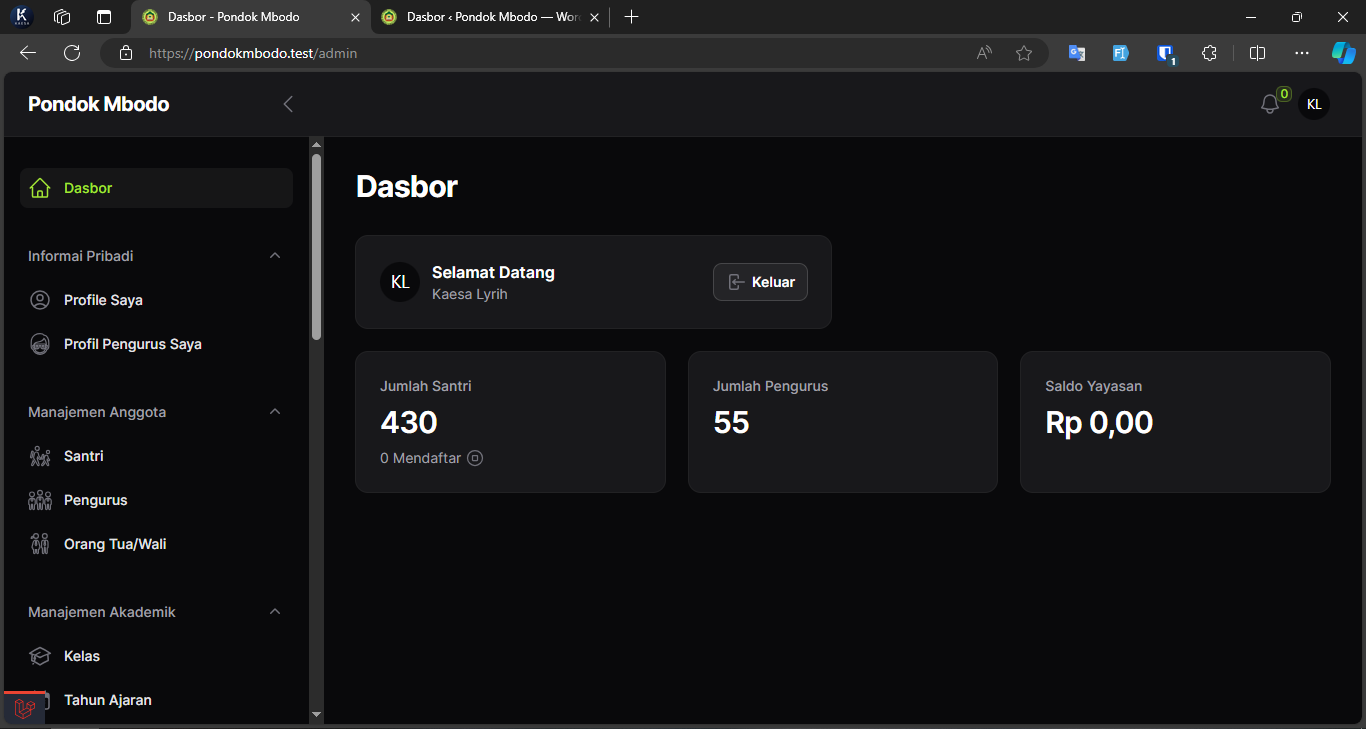 Dasbor - Pondok Mbodo
Dasbor ‹ Pondok Mbodo — Wor
https://pondokmbodo.test/admin
1
Pondok Mbodo
0
KL
Dasbor
Informai Pribadi
Profile Saya
Profil Pengurus Saya
Manajemen Anggota
Santri
Pengurus
Orang Tua/Wali
Manajemen Akademik
Kelas
Tahun Ajaran
Dasbor
KL
Selamat Datang
Kaesa Lyrih
Keluar
Jumlah Santri
430
0 Mendaftar
Jumlah Pengurus
55
Saldo Yayasan
Rp 0,00